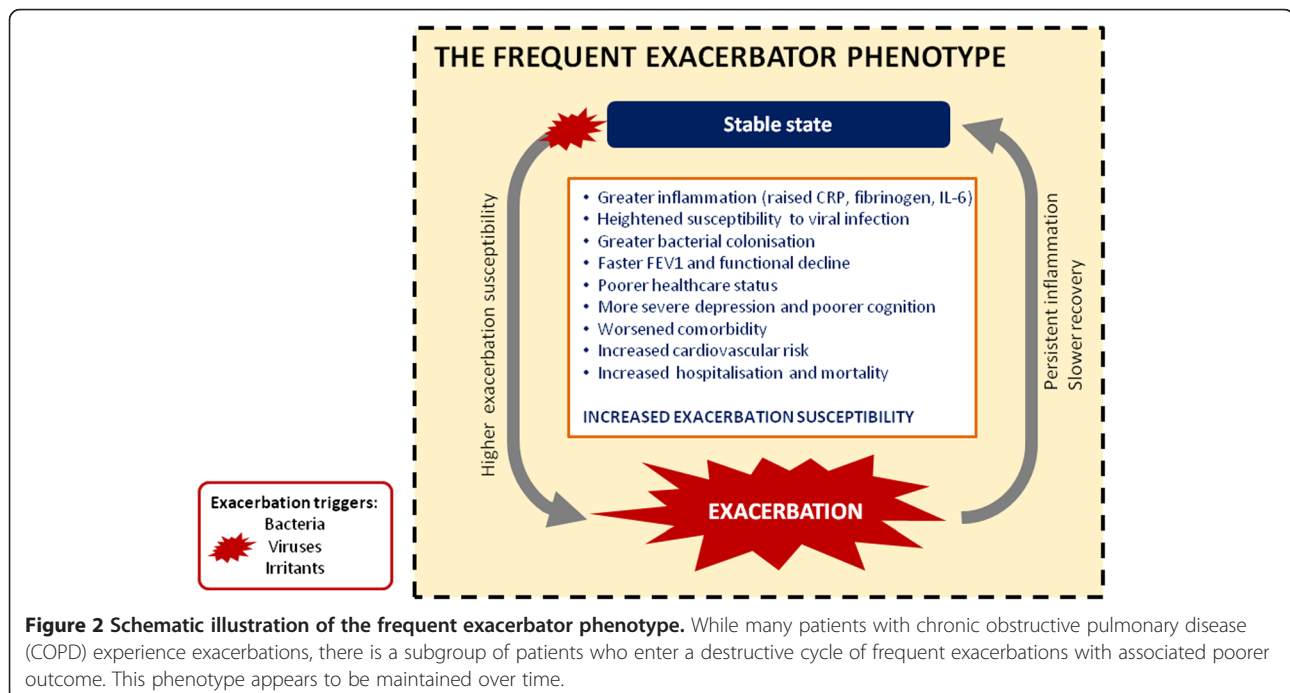 THE FREQUENT EXACERBATOR PHENOTYPE
Stable state
Higher exacerbation susceptibility
• Greater inflammation (raised CRP, fibrinogen, IL-6)
• Heightened susceptibility to viral infection
• Greater bacterial colonisation
• Faster FEV1 and functional decline
• Poorer healthcare status
• More severe depression and poorer cognition
• Worsened comorbidity
• Increased cardiovascular risk
• Increased hospitalisation and mortality
INCREASED EXACERBATION SUSCEPTIBILITY
Persistent inflammation
Slower recovery
EXACERBATION
Exacerbation triggers:
Bacteria
Viruses
Irritants
Figure 2 Schematic illustration of the frequent exacerbator phenotype. While many patients with chronic obstructive pulmonary disease
(COPD) experience exacerbations, there is a subgroup of patients who enter a destructive cycle of frequent exacerbations with associated poorer
outcome. This phenotype appears to be maintained over time.